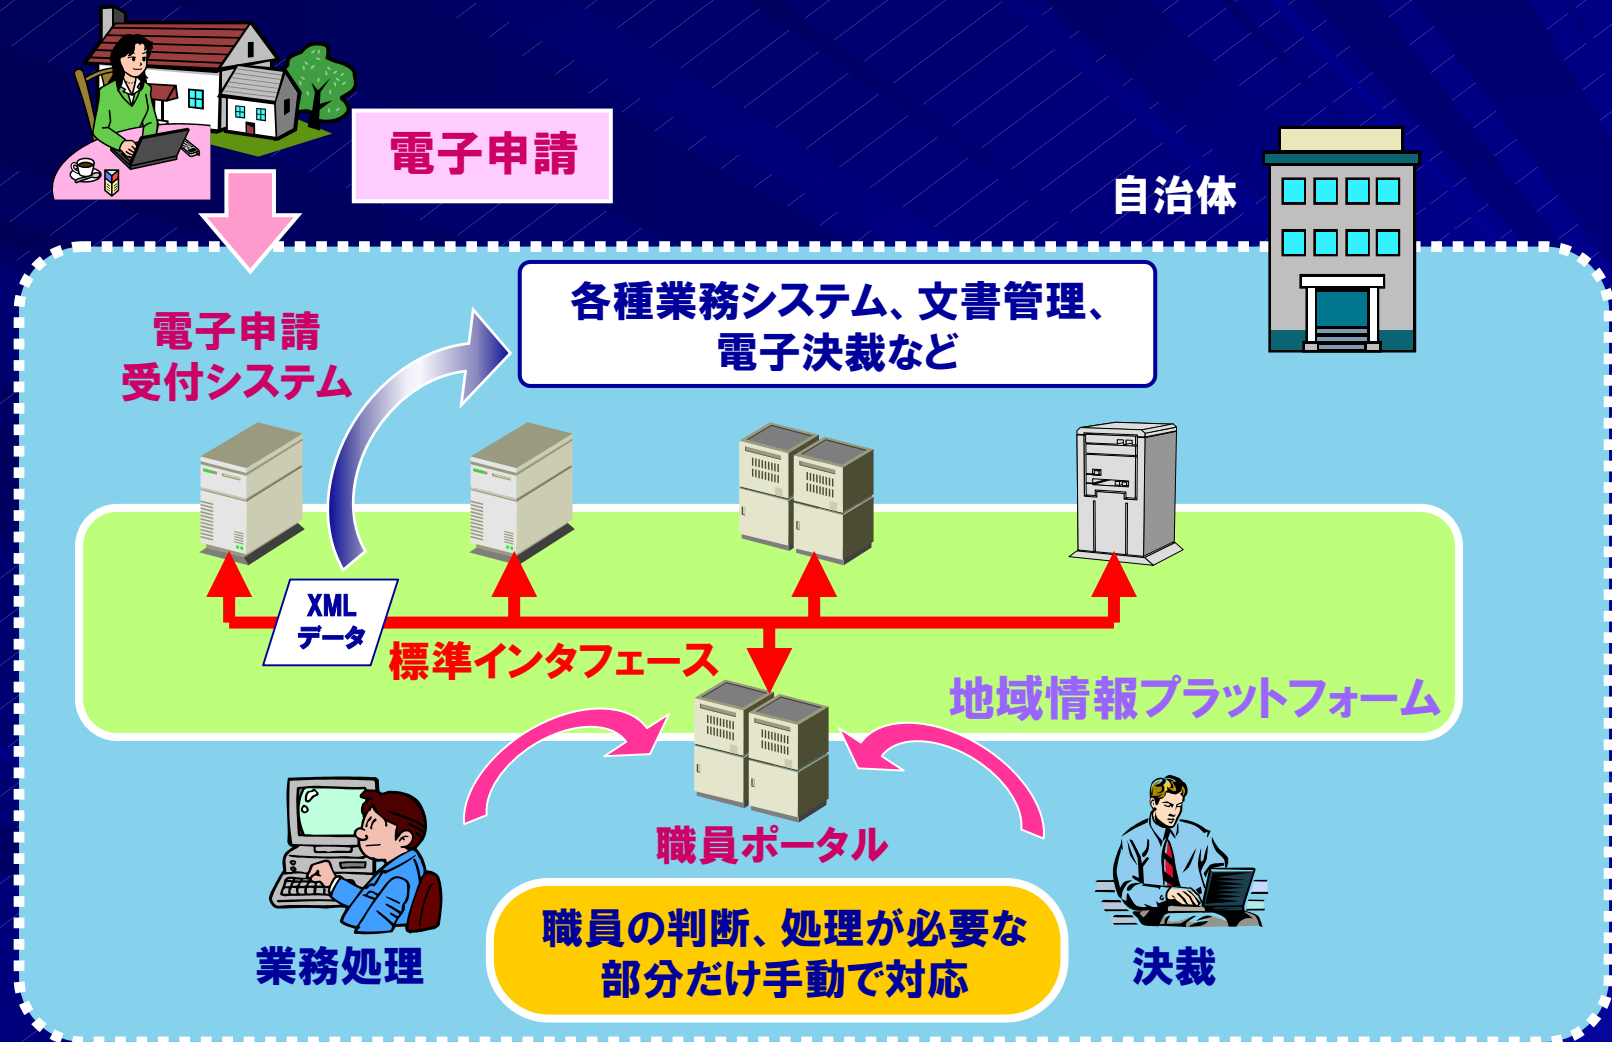 電子申請
自治体
各種業務システム、文書管理、
電子決裁など
電子申請
受付システム
XML
データ
標準インタフェース
地域情報プラットフォーム
職員ポータル
職員の判断、処理が必要な
部分だけ手動で対応
業務処理
決裁